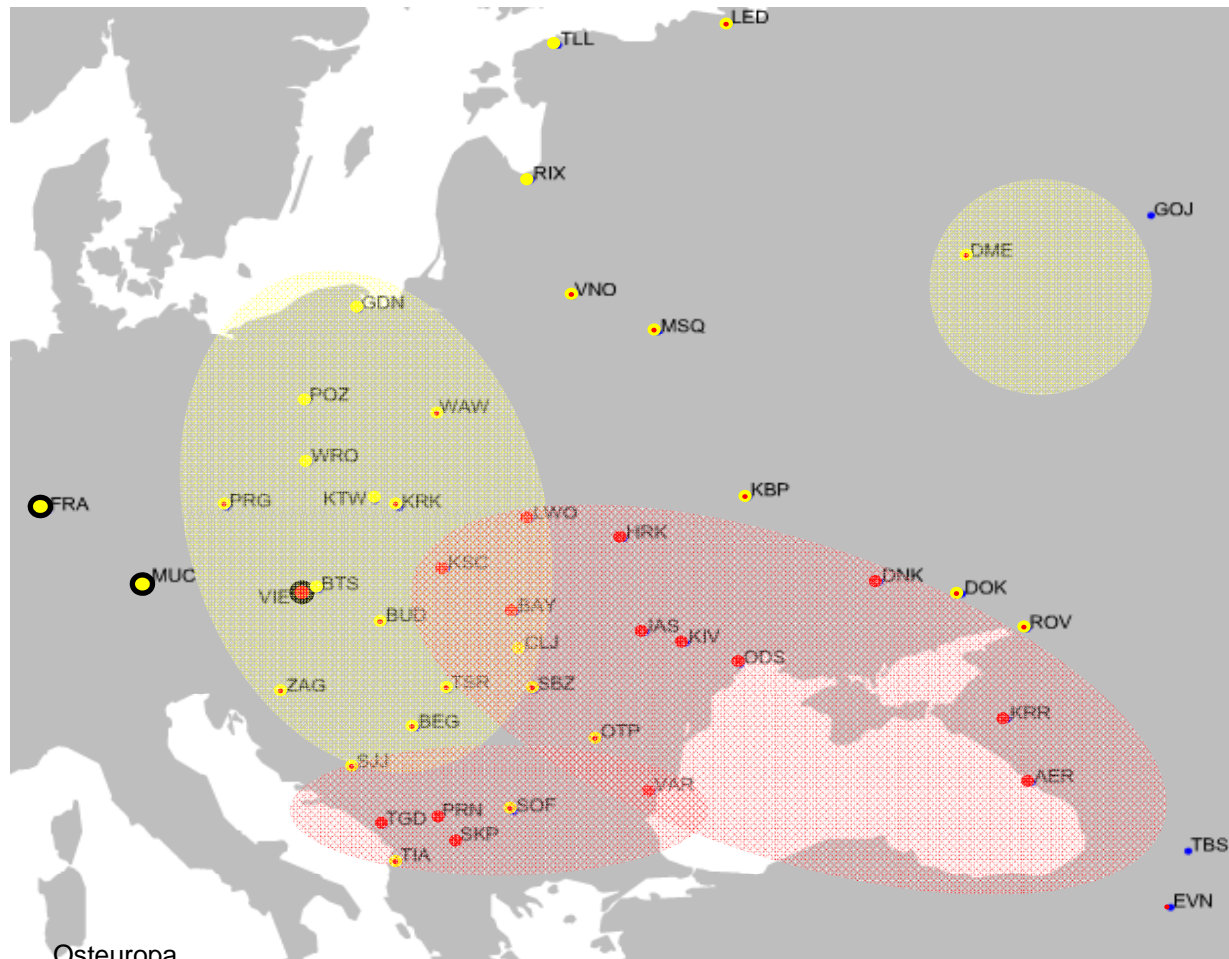 LED
TLL
RIX
GOJ
DME
VNO
GDN
MSQ
POZ
WAW
WRO
PRG
KTW
KRK
KBP
FRA
LWO
HRK
KSC
MUC
BTS
VIE
DNK
DOK
BAY
BUD
ROV
JAS
KIV
CLJ
ODS
ZAG
TSR
SBZ
KRR
BEG
OTP
SJJ
AER
VAR
SOF
PRN
TGD
SKP
TBS
TIA
EVN
Osteuropa